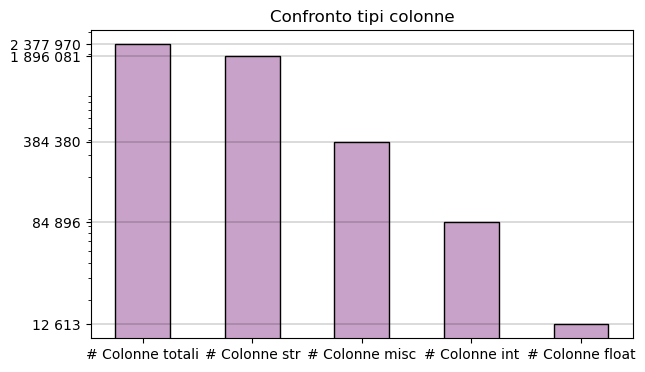 Confronto tipi colonne
2 377 970
1 896 081
384 380
84 896
12 613
# Colonne totali # Colonne str # Colonne misc # Colonne int # Colonne float